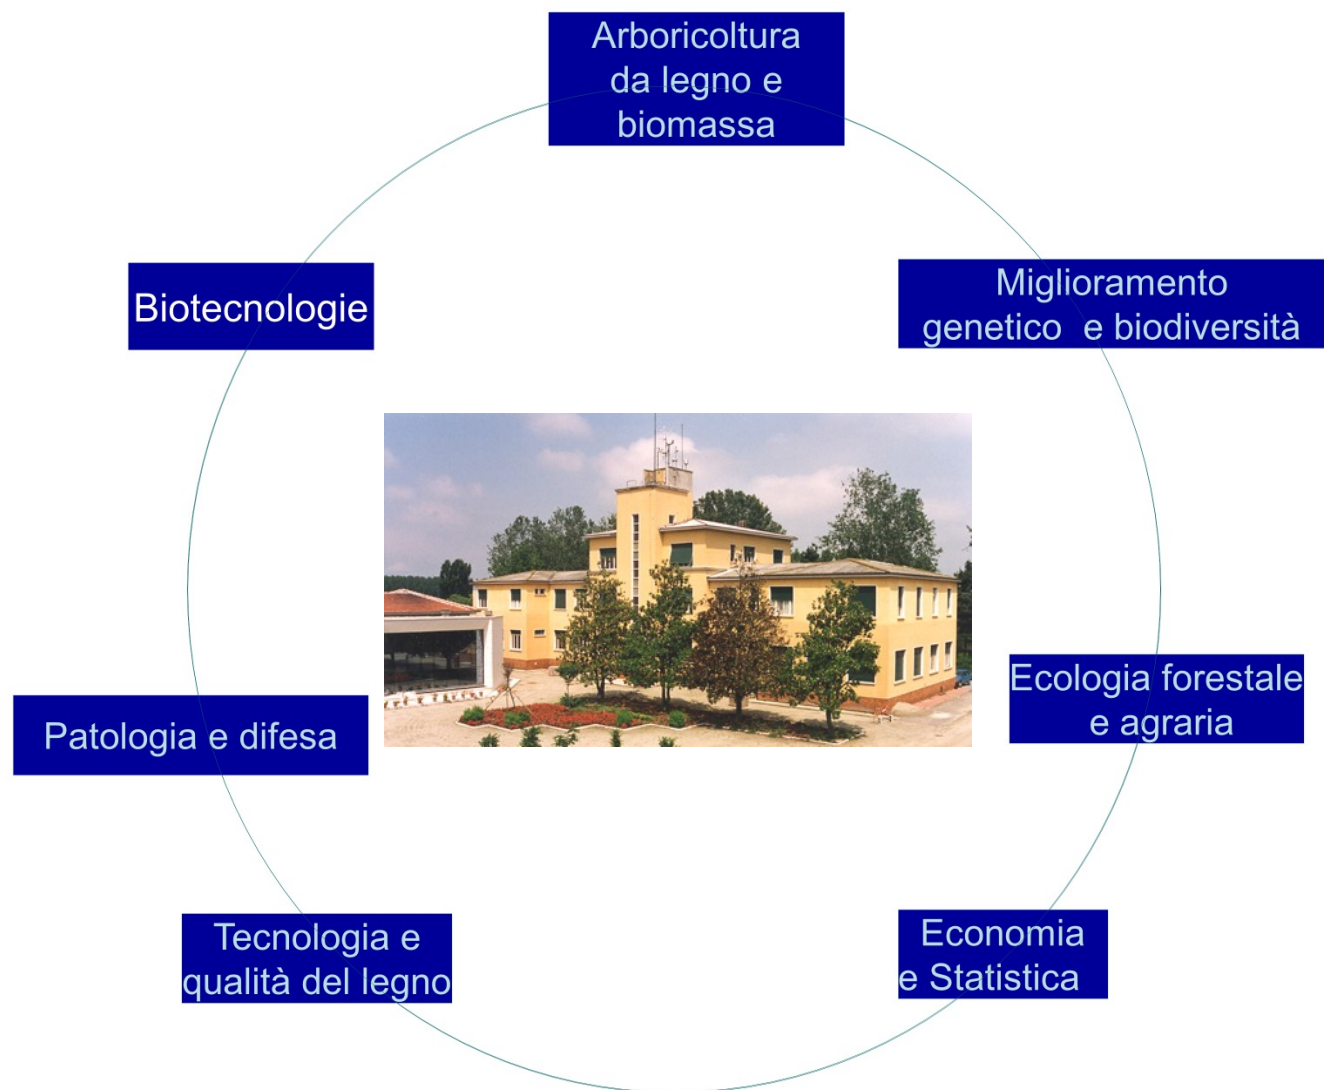 Arboricoltura
da legno e
biomassa
Biotecnologie
Miglioramento
genetico  e biodiversità
Patologia e difesa
Ecologia forestale
e agraria
Tecnologia e
qualità del legno
Economia
e Statistica